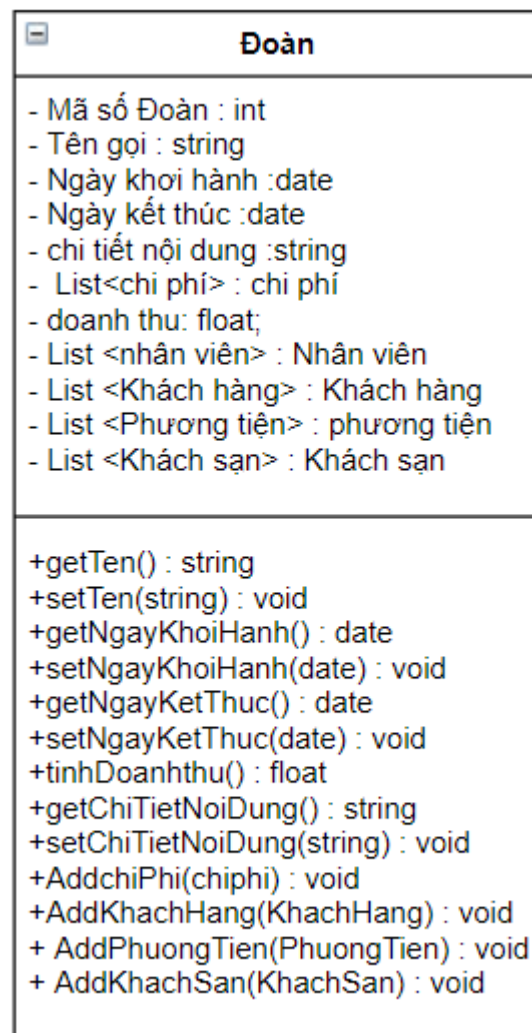 Đoàn
- Mã số Đoàn : int
- Tên gọi : string
- Ngày khơi hành :date
- Ngày kết thúc :date
- chi tiết nội dung :string
- List<chi phí> : chi phí
- doanh thu: float;
- List <nhân viên> : Nhân viên
- List <Khách hàng> : Khách hàng
- List <Phương tiện> : phương tiện
- List <Khách sạn> : Khách sạn
+getTen() : string
+setTen(string) : void
+getNgayKhoiHanh() : date
+setNgayKhoiHanh(date) : void
+getNgayKetThuc() : date
+setNgayKetThuc(date) : void
+tinhDoanhthu() : float
+getChiTietNoiDung() : string
+setChiTietNoiDung(string) : void
+AddchiPhi(chiphi) : void
+AddKhachHang(KhachHang) : void
+ AddPhuongTien(PhuongTien) : void
+ AddKhachSan(KhachSan) : void